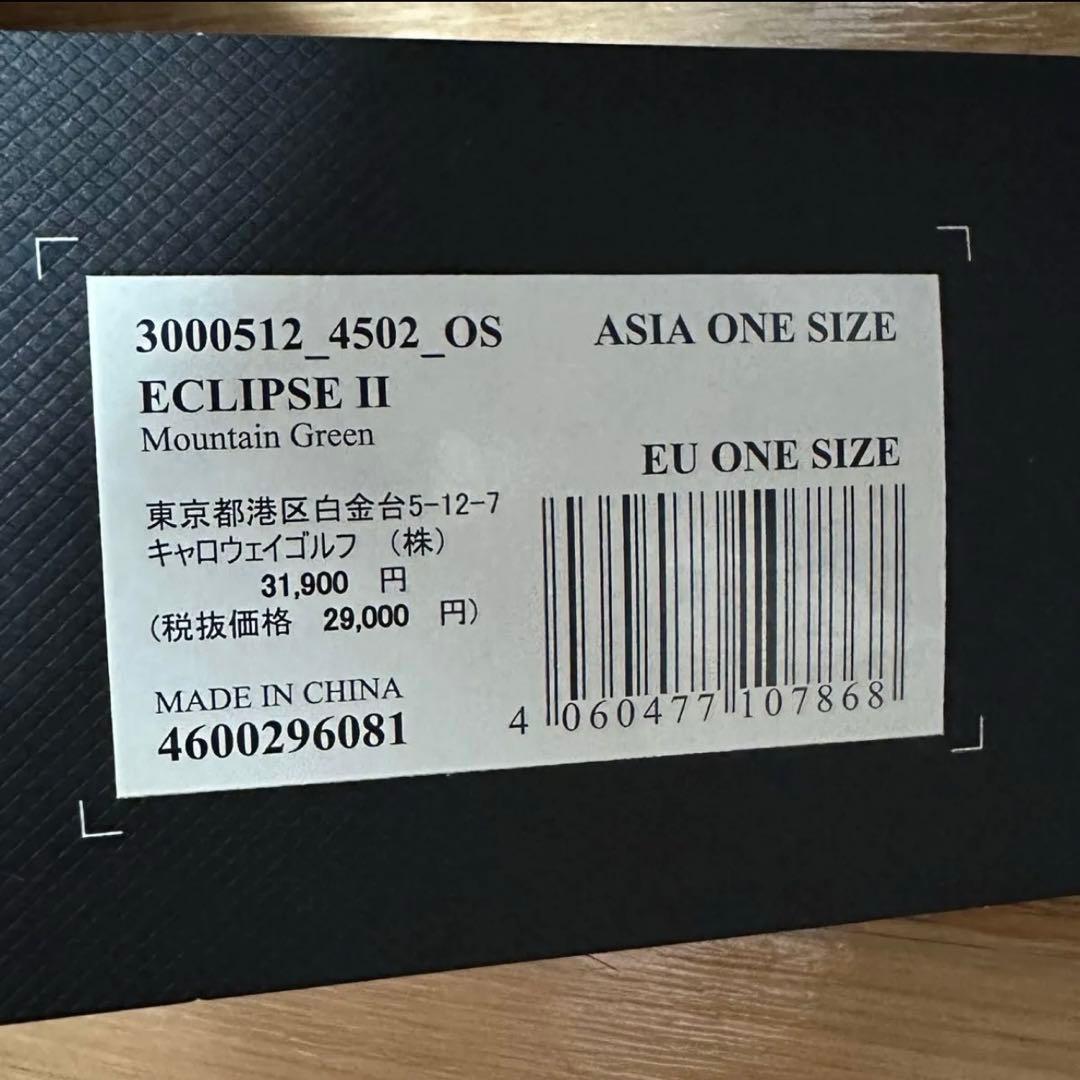 3000512_4502_OS
ASIA ONE SIZE
ECLIPSE II
Mountain Green
EU ONE SIZE
東京都港区白金台5-12-7
キャロウェイゴルフ （株）
31,900 円
（税抜価格 29,000 円）
MADE IN CHINA
4600296081
4 060477 107868